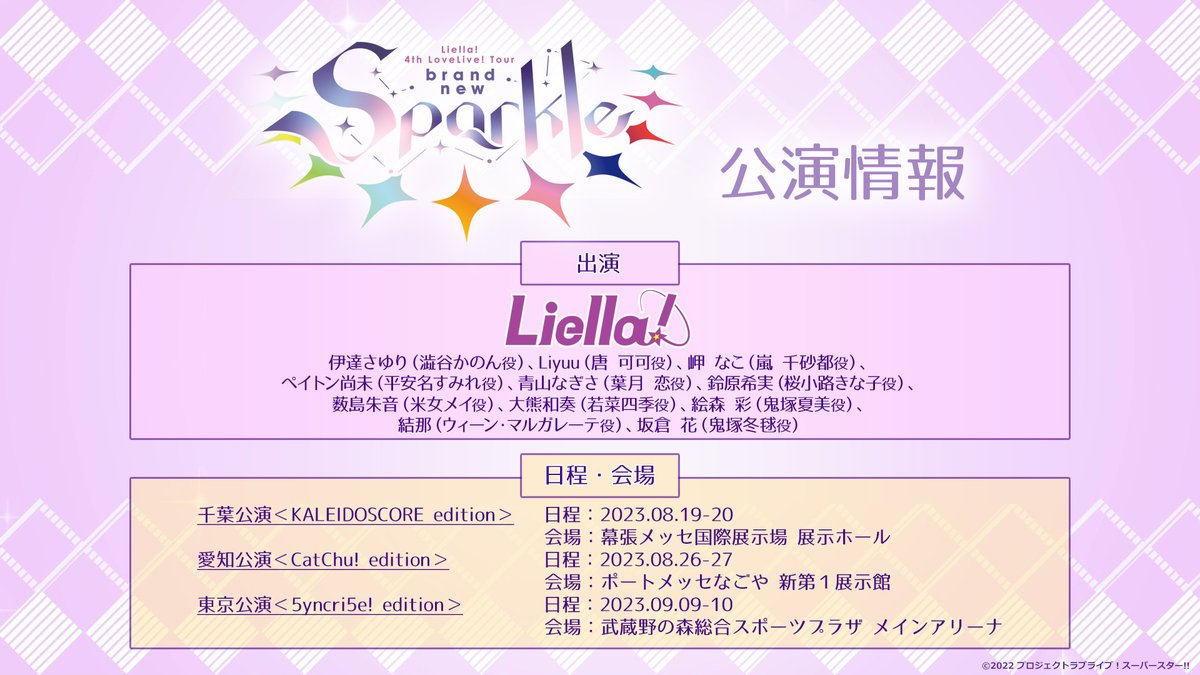 Liella!
4th LoveLive! Tour
brand
new
Sparkle
公演情報
出演
Liella!
伊達さゆり（澁谷かのん役）、Liyuu（唐 可可役）、岬 なこ（嵐 千砂都役）、
ペイトン尚未（平安名すみれ役）、青山なぎさ（葉月 恋役）、鈴原希実（桜小路きな子役）、
薮島朱音（米女メイ役）、大熊和奏（若菜四季役）、絵森 彩（鬼塚夏美役）、
結那（ウィーン・マルガレーテ役）、坂倉 花（鬼塚冬毬役）
日程・会場
千葉公演＜KALEIDOSCORE edition＞ 日程：2023.08.19-20
会場：幕張メッセ国際展示場 展示ホール
愛知公演＜CatChu! edition＞ 日程：2023.08.26-27
会場：ポートメッセなごや 新第１展示館
東京公演＜5yncri5e! edition＞ 日程：2023.09.09-10
会場：武蔵野の森総合スポーツプラザ メインアリーナ
©2022 プロジェクトラブライブ！スーパースター!!